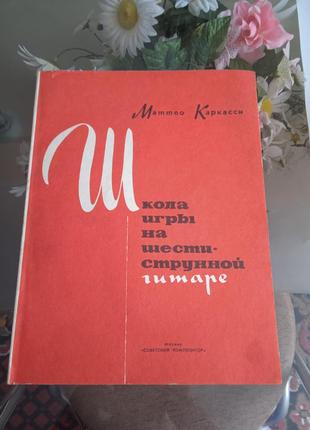 Маттео Каркасси
Школа
игры
на
шести-
струнной
гитаре
МОСКВА
«СОВЕТСКИЙ КОМПОЗИТОР»